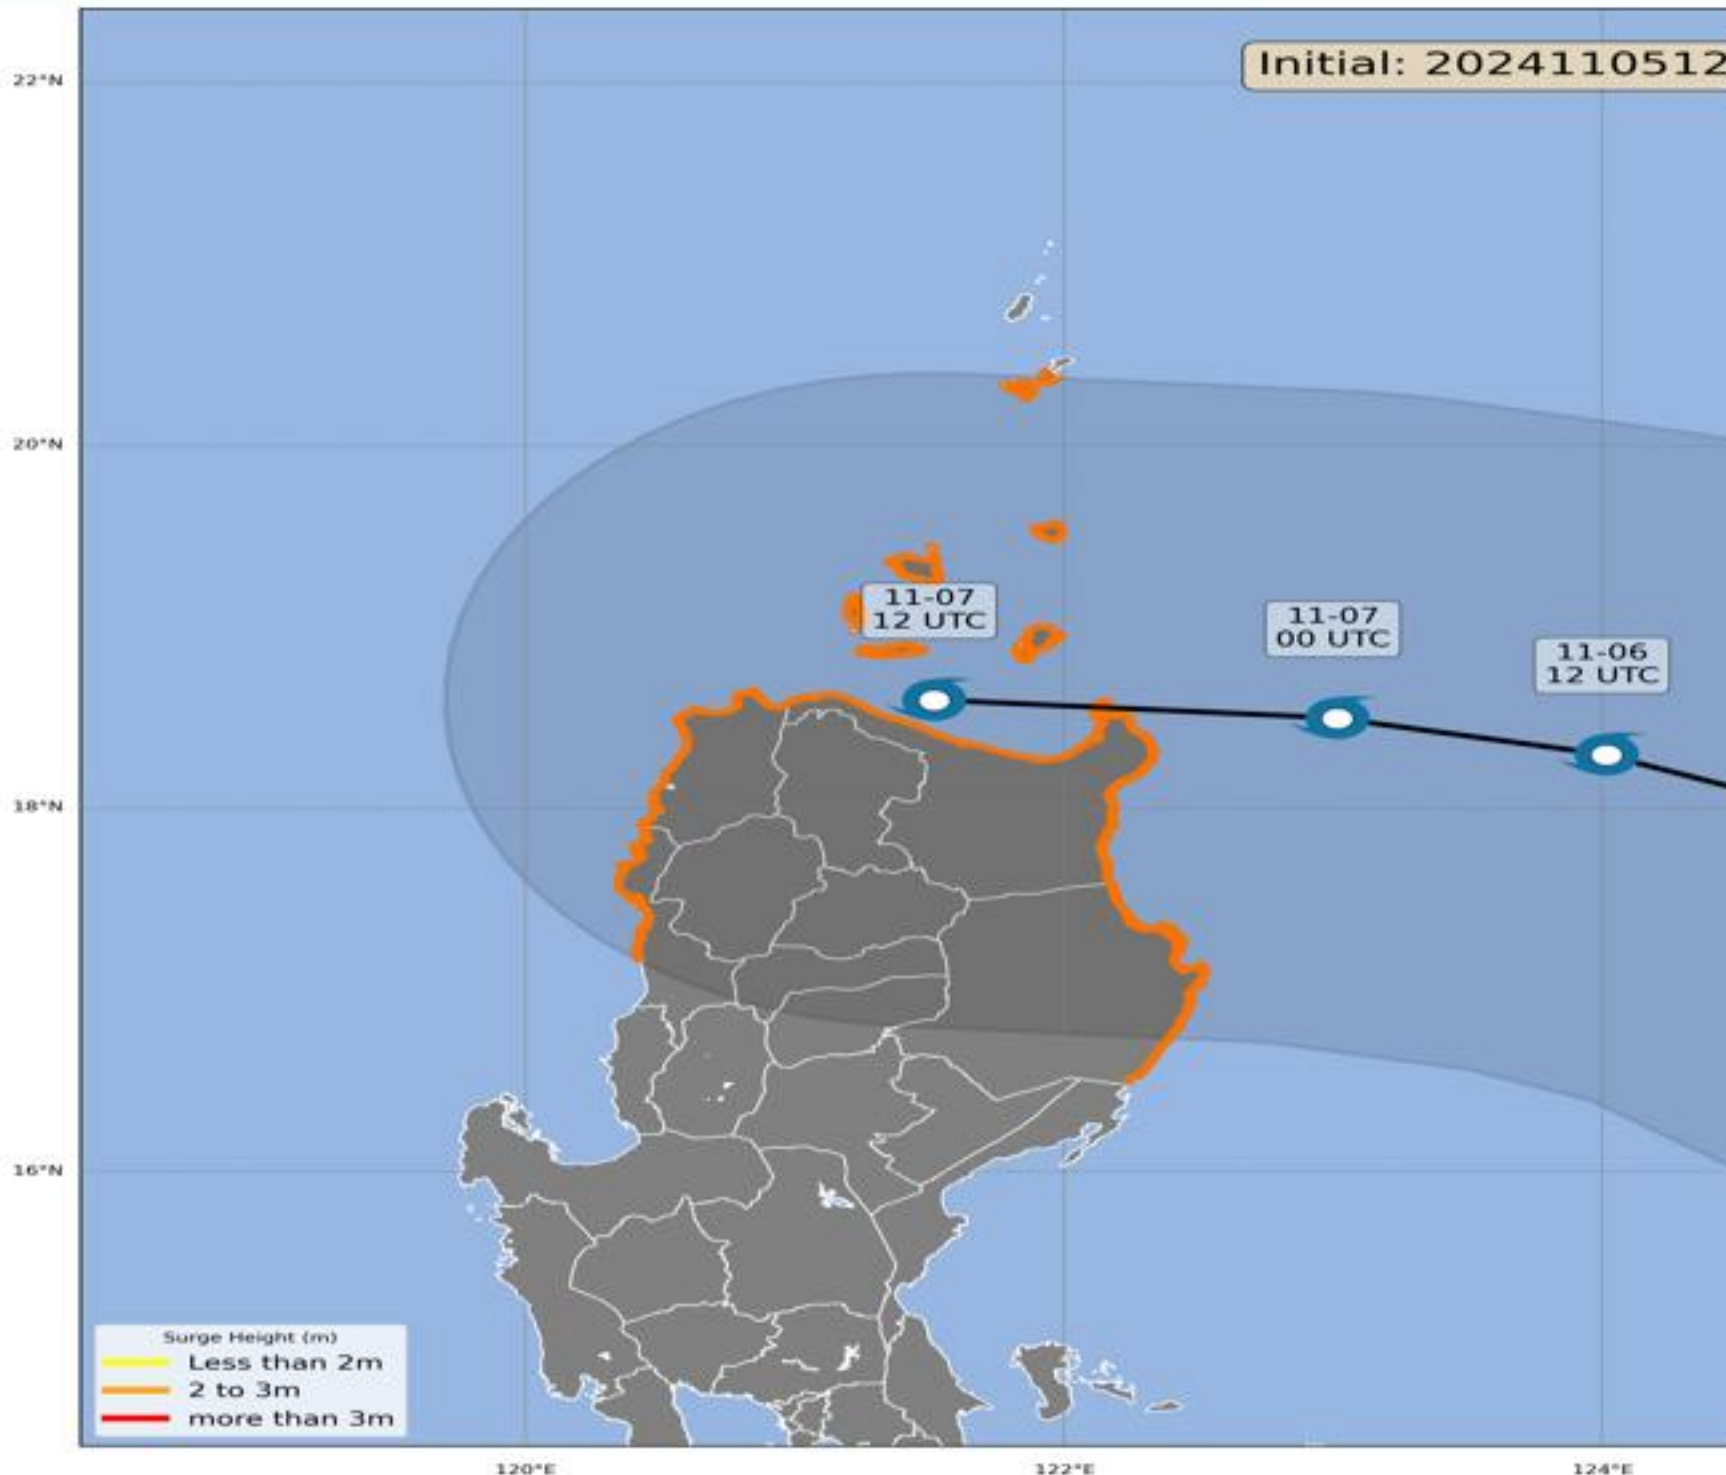 Initial: 2024110512
22°N
20°N
11-07
12 UTC
11-07
00 UTC
11-06
12 UTC
18°N
16°N
Surge Height (m)
Less than 2m
2 to 3m
more than 3m
120°E
122°E
124°E